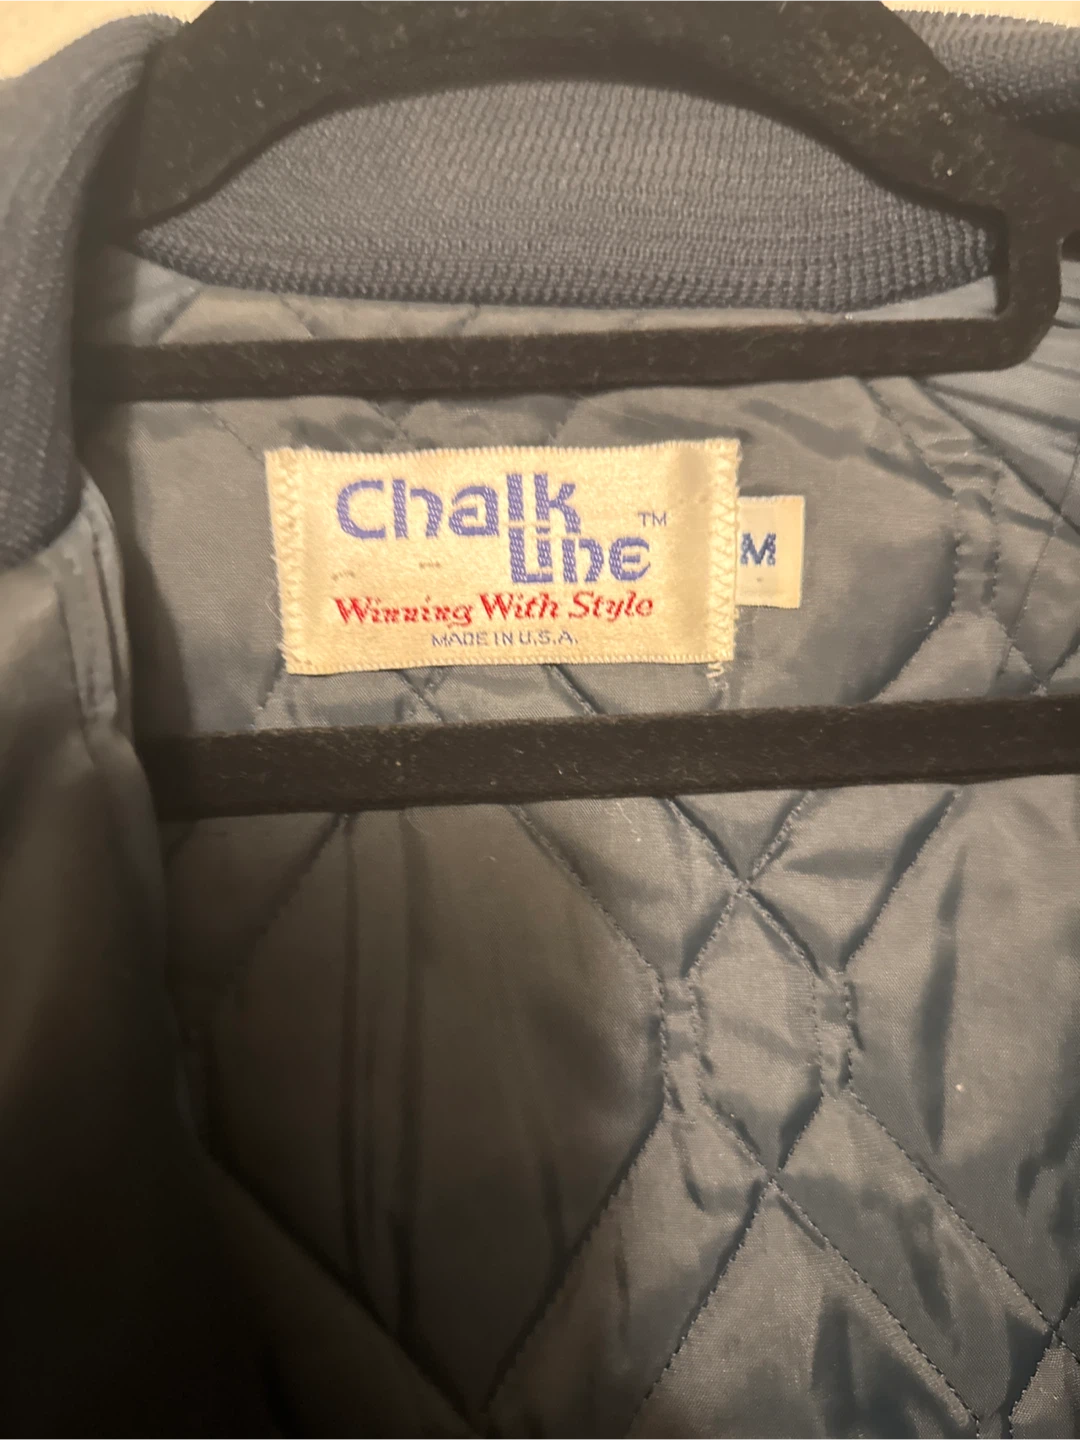 Chalk
Line ™
Winning With Style
MADE IN U.S.A.
M